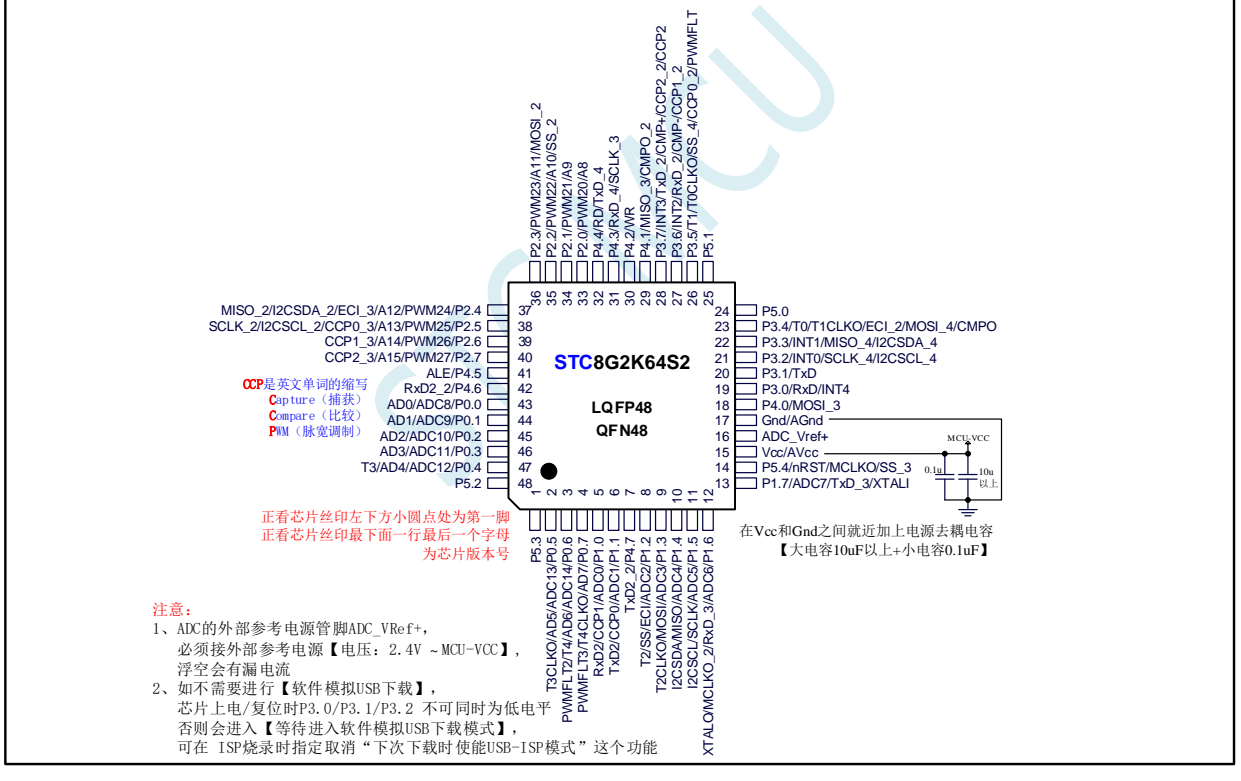 P2.3/PWM23/A11/MOSI_2
P2.2/PWM22/A10/SS_2
P2.1/PWM21/A9
P2.0/PWM20/A8
P4.4/RD/TxD_4
P4.3/RxD_4/SCLK_3
P4.2/WR
P4.1/MISO_3/CMPO_2
P3.7/INT3/TxD_2/CMP+/CCP2_2/CCP2
P3.6/INT2/RxD_2/CMP-/CCP1_2
P3.5/T1/T0CLKO/SS_4/CCP0_2/PWMFLT
P5.1
36 35 34 33 32 31 30 29 28 27 26 25
MISO_2/I2CSDA_2/ECI_3/A12/PWM24/P2.4 37
SCLK_2/I2CSCL_2/CCP0_3/A13/PWM25/P2.5 38
CCP1_3/A14/PWM26/P2.6 39
CCP2_3/A15/PWM27/P2.7 40
ALE/P4.5 41
RxD2_2/P4.6 42
AD0/ADC8/P0.0 43
AD1/ADC9/P0.1 44
AD2/ADC10/P0.2 45
AD3/ADC11/P0.3 46
T3/AD4/ADC12/P0.4 47
P5.2 48
CCP是英文单词的缩写
Capture（捕获）
Compare（比较）
PWM（脉宽调制）
STC8G2K64S2
LQFP48
QFN48
24 P5.0
23 P3.4/T0/T1CLKO/ECI_2/MOSI_4/CMPO
22 P3.3/INT1/MISO_4/I2CSDA_4
21 P3.2/INT0/SCLK_4/I2CSCL_4
20 P3.1/TxD
19 P3.0/RxD/INT4
18 P4.0/MOSI_3
17 Gnd/AGnd
16 ADC_Vref+
15 Vcc/AVcc
14 P5.4/nRST/MCLKO/SS_3
13 P1.7/ADC7/TxD_3/XTALI
MCU-VCC
0.1u
10u
以上
1 2 3 4 5 6 7 8 9 10 11 12
P5.3
T3CLKO/AD5/ADC13/P0.5
PWMFLT2/T4/AD6/ADC14/P0.6
PWMFLT3/T4CLKO/AD7/P0.7
RxD2/CCP1/ADC0/P1.0
TxD2/CCP0/ADC1/P1.1
TxD2_2/P4.7
T2/SS/ECI/ADC2/P1.2
T2CLKO/MOSI/ADC3/P1.3
I2CSDA/MISO/ADC4/P1.4
I2CSCL/SCLK/ADC5/P1.5
XTALO/MCLKO_2/RxD_3/ADC6/P1.6
正看芯片丝印左下方小圆点处为第一脚
正看芯片丝印最下面一行最后一个字母
为芯片版本号
在Vcc和Gnd之间就近加上电源去耦电容
【大电容10uF以上+小电容0.1uF】
注意：
1、ADC的外部参考电源管脚ADC_VRef+，
必须接外部参考电源【电压：2.4V ~ MCU-VCC】，
浮空会有漏电流
2、如不需要进行【软件模拟USB下载】，
芯片上电/复位时P3.0/P3.1/P3.2 不可同时为低电平
否则会进入【等待进入软件模拟USB下载模式】，
可在 ISP烧录时指定取消“下次下载时使能USB-ISP模式”这个功能